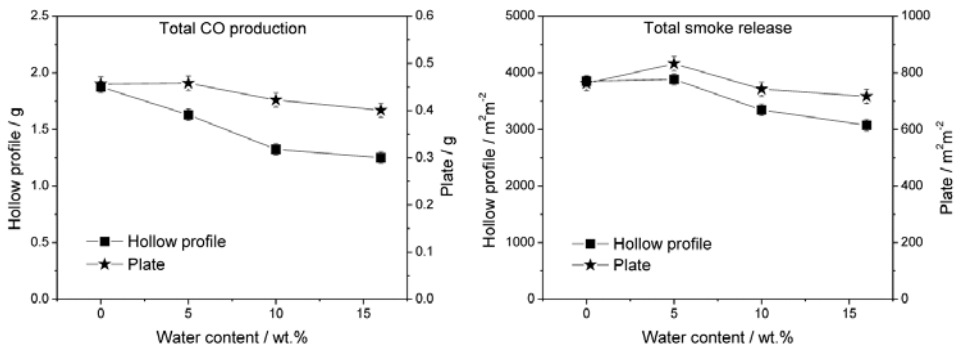 Total CO production
2.5
2.0
1.5
1.0
0.5
0.0
Hollow profile / g
0.6
0.5
0.4
0.3
0.2
0.1
0.0
Plate / g
Hollow profile
Plate
0
5
10
15
Water content / wt.%
Total smoke release
5000
4000
3000
2000
1000
0
Hollow profile / m²m⁻²
1000
800
600
400
200
0
Plate / m²m⁻²
Hollow profile
Plate
0
5
10
15
Water content / wt.%